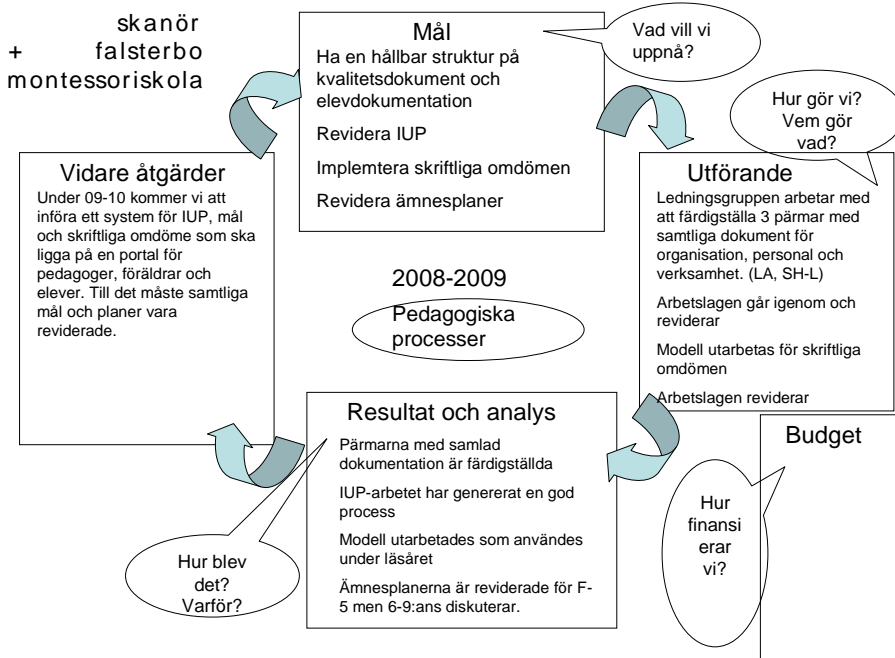 skanör
+ falsterbo
montessoriskola
Mål
Ha en hållbar struktur på
kvalitetsdokument och
elevdokumentation
Revidera IUP
Implemtera skriftliga omdömen
Revidera ämnesplaner
Vad vill vi
uppnå?
Hur gör vi?
Vem gör
vad?
Vidare åtgärder
Under 09-10 kommer vi att
införa ett system för IUP, mål
och skriftliga omdöme som ska
ligga på en portal för
pedagoger, föräldrar och
elever. Till det måste samtliga
mål och planer vara
reviderade.
Utförande
Ledningsgruppen arbetar med
att färdigställa 3 pärmar med
samtliga dokument för
organisation, personal och
verksamhet. (LA, SH-L)
Arbetslagen går igenom och
reviderar
Modell utarbetas för skriftliga
omdömen
Arbetslagen reviderar
2008-2009
Pedagogiska
processer
Resultat och analys
Pärmarna med samlad
dokumentation är färdigställda
IUP-arbetet har genererat en god
process
Modell utarbetades som användes
under läsåret
Ämnesplanerna är reviderade för F-
5 men 6-9:ans diskuterar.
Hur blev
det?
Varför?
Budget
Hur
finansi
erar
vi?